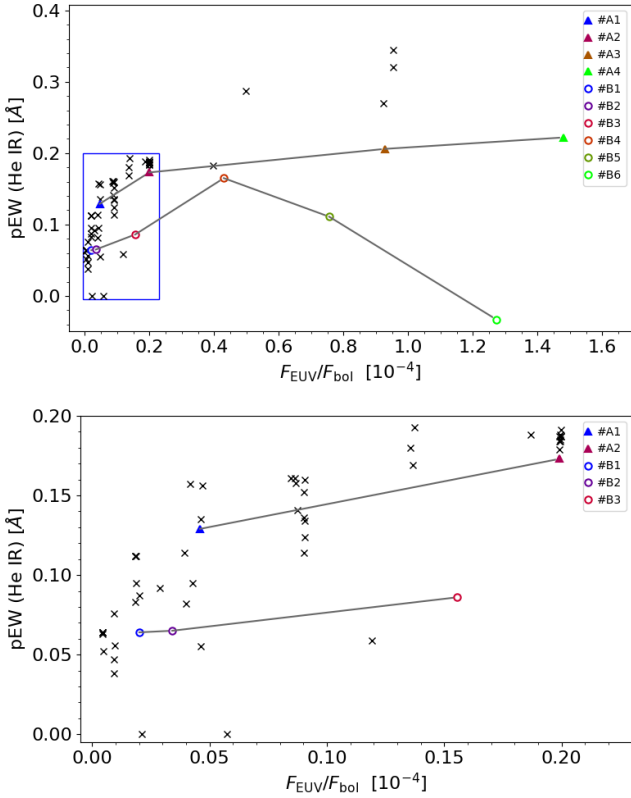 0.4
0.3
0.2
0.1
0.0
pEW (He IR) [Å]
0.0 0.2 0.4 0.6 0.8 1.0 1.2 1.4 1.6
F_EUV/F_bol [10^-4]
#A1
#A2
#A3
#A4
#B1
#B2
#B3
#B4
#B5
#B6
0.20
0.15
0.10
0.05
0.00
pEW (He IR) [Å]
0.00 0.05 0.10 0.15 0.20
F_EUV/F_bol [10^-4]
#A1
#A2
#B1
#B2
#B3